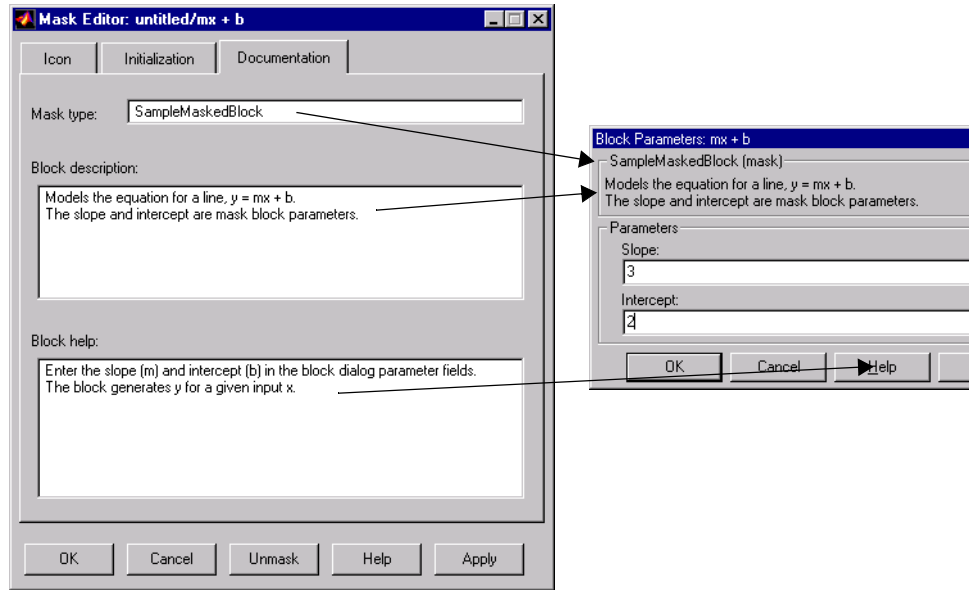 Mask Editor: untitled/mx + b
Icon
Initialization
Documentation
Mask type:
SampleMaskedBlock
Block description:
Models the equation for a line, y = mx + b.
The slope and intercept are mask block parameters.
Block help:
Enter the slope (m) and intercept (b) in the block dialog parameter fields.
The block generates y for a given input x.
OK
Cancel
Unmask
Help
Apply
Block Parameters: mx + b
SampleMaskedBlock (mask)
Models the equation for a line, y = mx + b.
The slope and intercept are mask block parameters.
Parameters
Slope:
3
Intercept:
2
OK
Cancel
Help